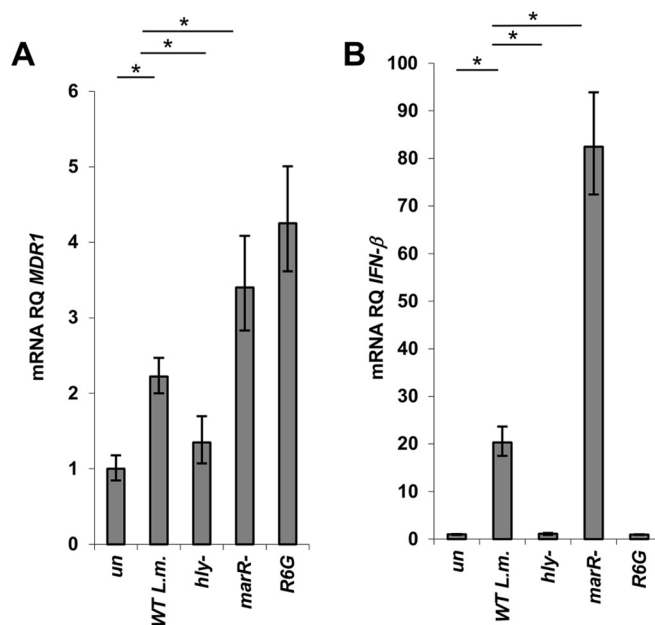 A
*
*
*
6
5
4
3
2
1
0
mRNA RQ MDR1
un
WT L.m.
hly-
marR-
R6G
B
*
*
*
100
90
80
70
60
50
40
30
20
10
0
mRNA RQ IFN-β
un
WT L.m.
hly-
marR-
R6G